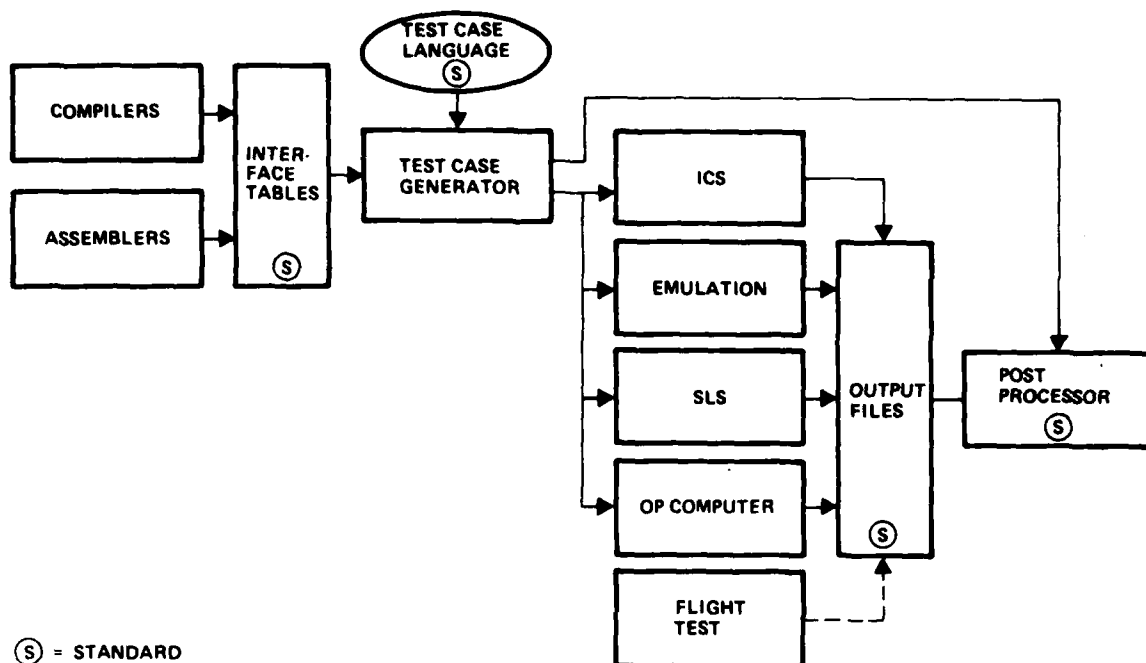 TEST CASE
LANGUAGE
S
COMPILERS
INTER-
FACE
TABLES
S
TEST CASE
GENERATOR
ASSEMBLERS
ICS
EMULATION
SLS
OP COMPUTER
FLIGHT
TEST
OUTPUT
FILES
S
POST
PROCESSOR
S
S = STANDARD